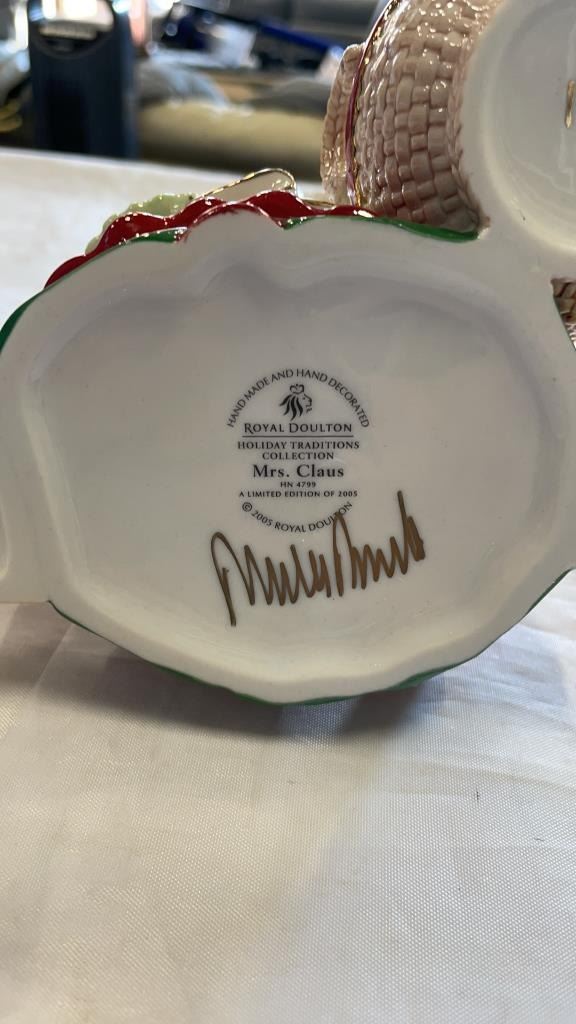 HAND MADE AND HAND DECORATED
ROYAL DOULTON
HOLIDAY TRADITIONS
COLLECTION
Mrs. Claus
HN 4799
A LIMITED EDITION OF 2005
© 2005 ROYAL DOULTON